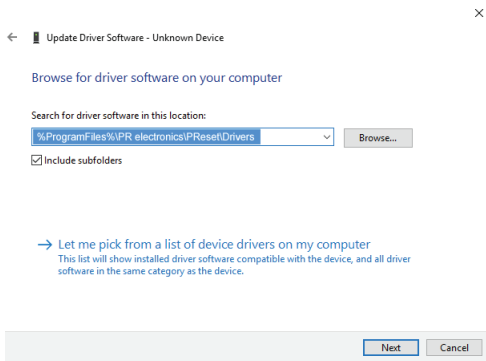 Update Driver Software - Unknown Device
Browse for driver software on your computer
Search for driver software in this location:
%ProgramFiles%\PR electronics\PReset\Drivers
Browse...
Include subfolders
Let me pick from a list of device drivers on my computer
This list will show installed driver software compatible with the device, and all driver
software in the same category as the device.
Next Cancel